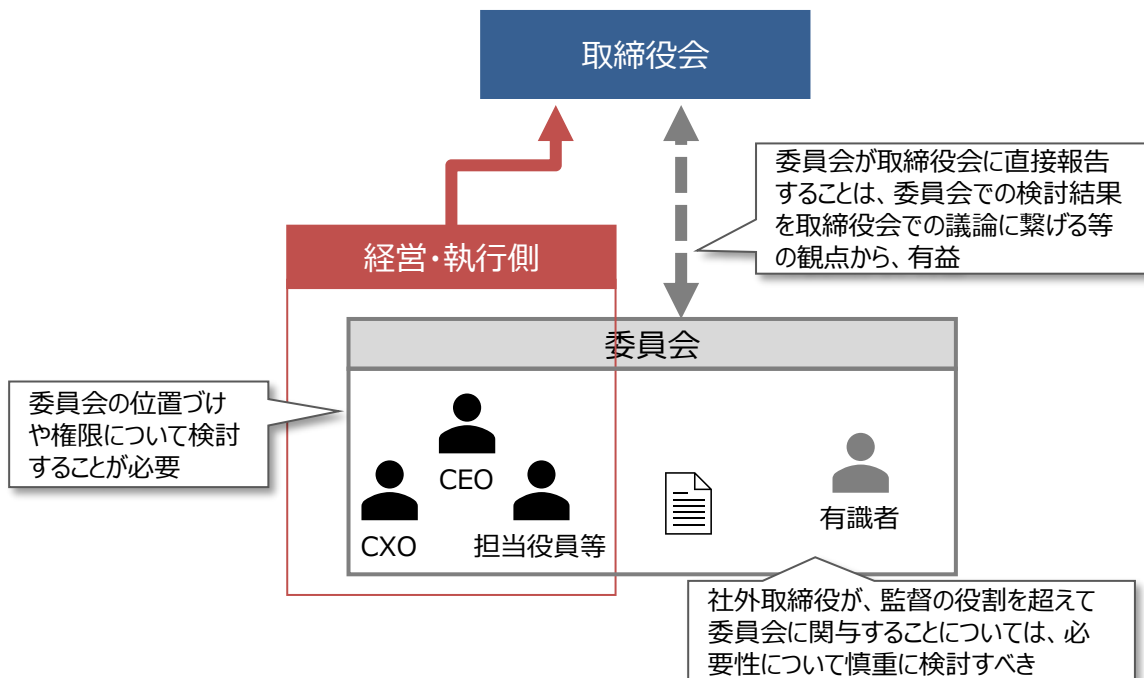 取締役会
委員会が取締役会に直接報告
することは、委員会での検討結果
を取締役会での議論に繋げる等
の観点から、有益
経営・執行側
委員会
委員会の位置づけ
や権限について検討
することが必要
CEO
CXO
担当役員等
有識者
社外取締役が、監督の役割を超えて
委員会に関与することについては、必
要性について慎重に検討すべき